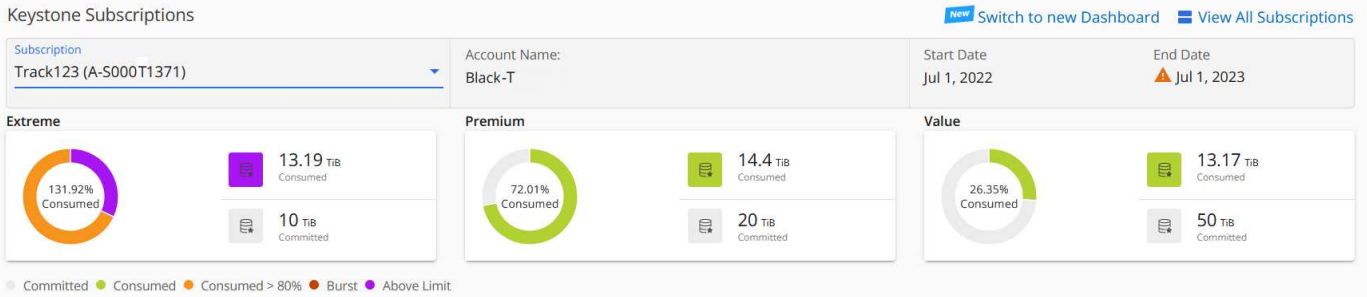 Keystone Subscriptions
New Switch to new Dashboard View All Subscriptions
Subscription
Track123 (A-S000T1371)
Account Name:
Black-T
Start Date
Jul 1, 2022
End Date
Jul 1, 2023
Extreme
131.92%
Consumed
13.19 TiB
Consumed
10 TiB
Committed
Premium
72.01%
Consumed
14.4 TiB
Consumed
20 TiB
Committed
Value
26.35%
Consumed
13.17 TiB
Consumed
50 TiB
Committed
Committed Consumed Consumed > 80% Burst Above Limit